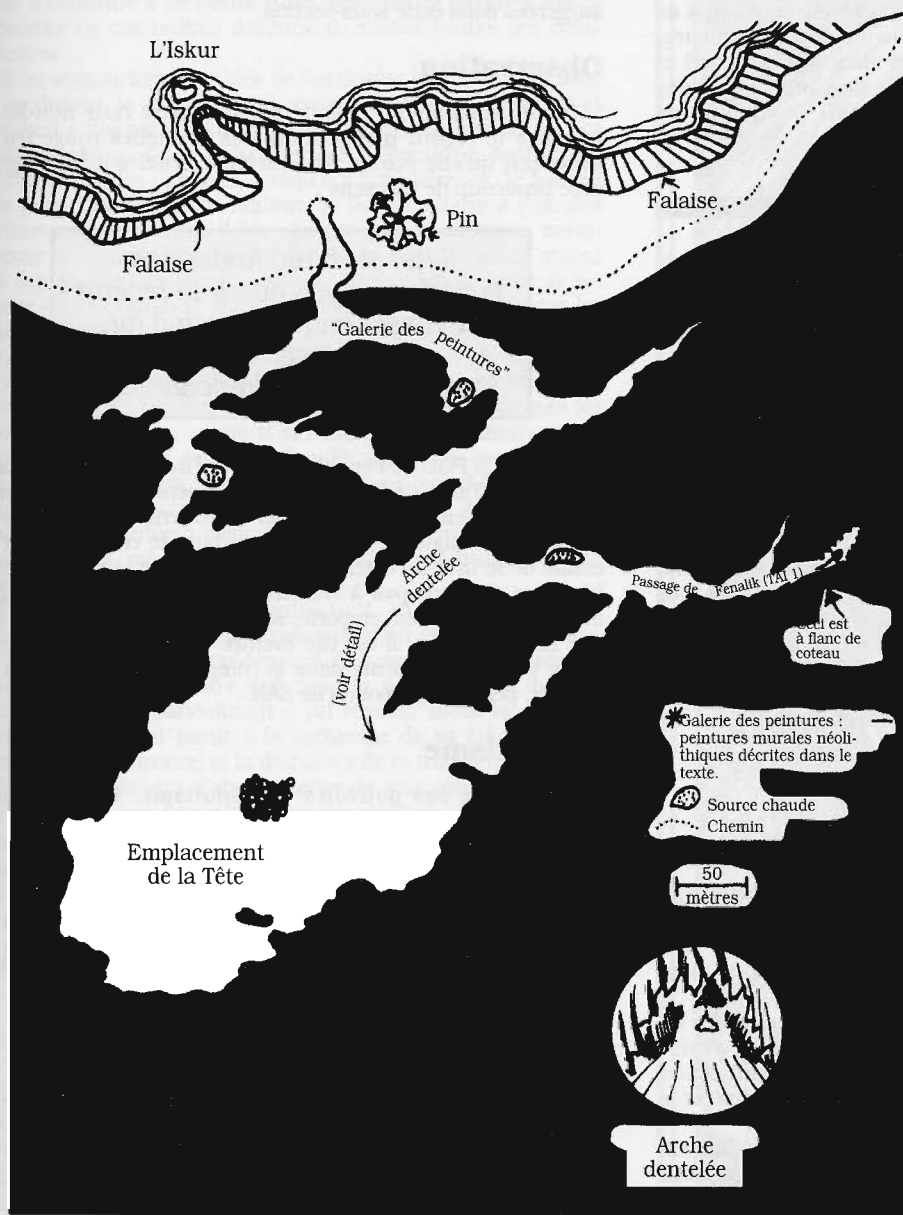 L'Iskur
Pin
Falaise
Falaise
"Galerie des peintures"
Arche
dentelée
(voir détail)
Passage de Fenalik (TAI 1)
Ceci est
à flanc de
coteau
Galerie des peintures :
peintures murales néoli-
thiques décrites dans le
texte.
Source chaude
Chemin
50
mètres
Emplacement
de la Tête
Arche
dentelée